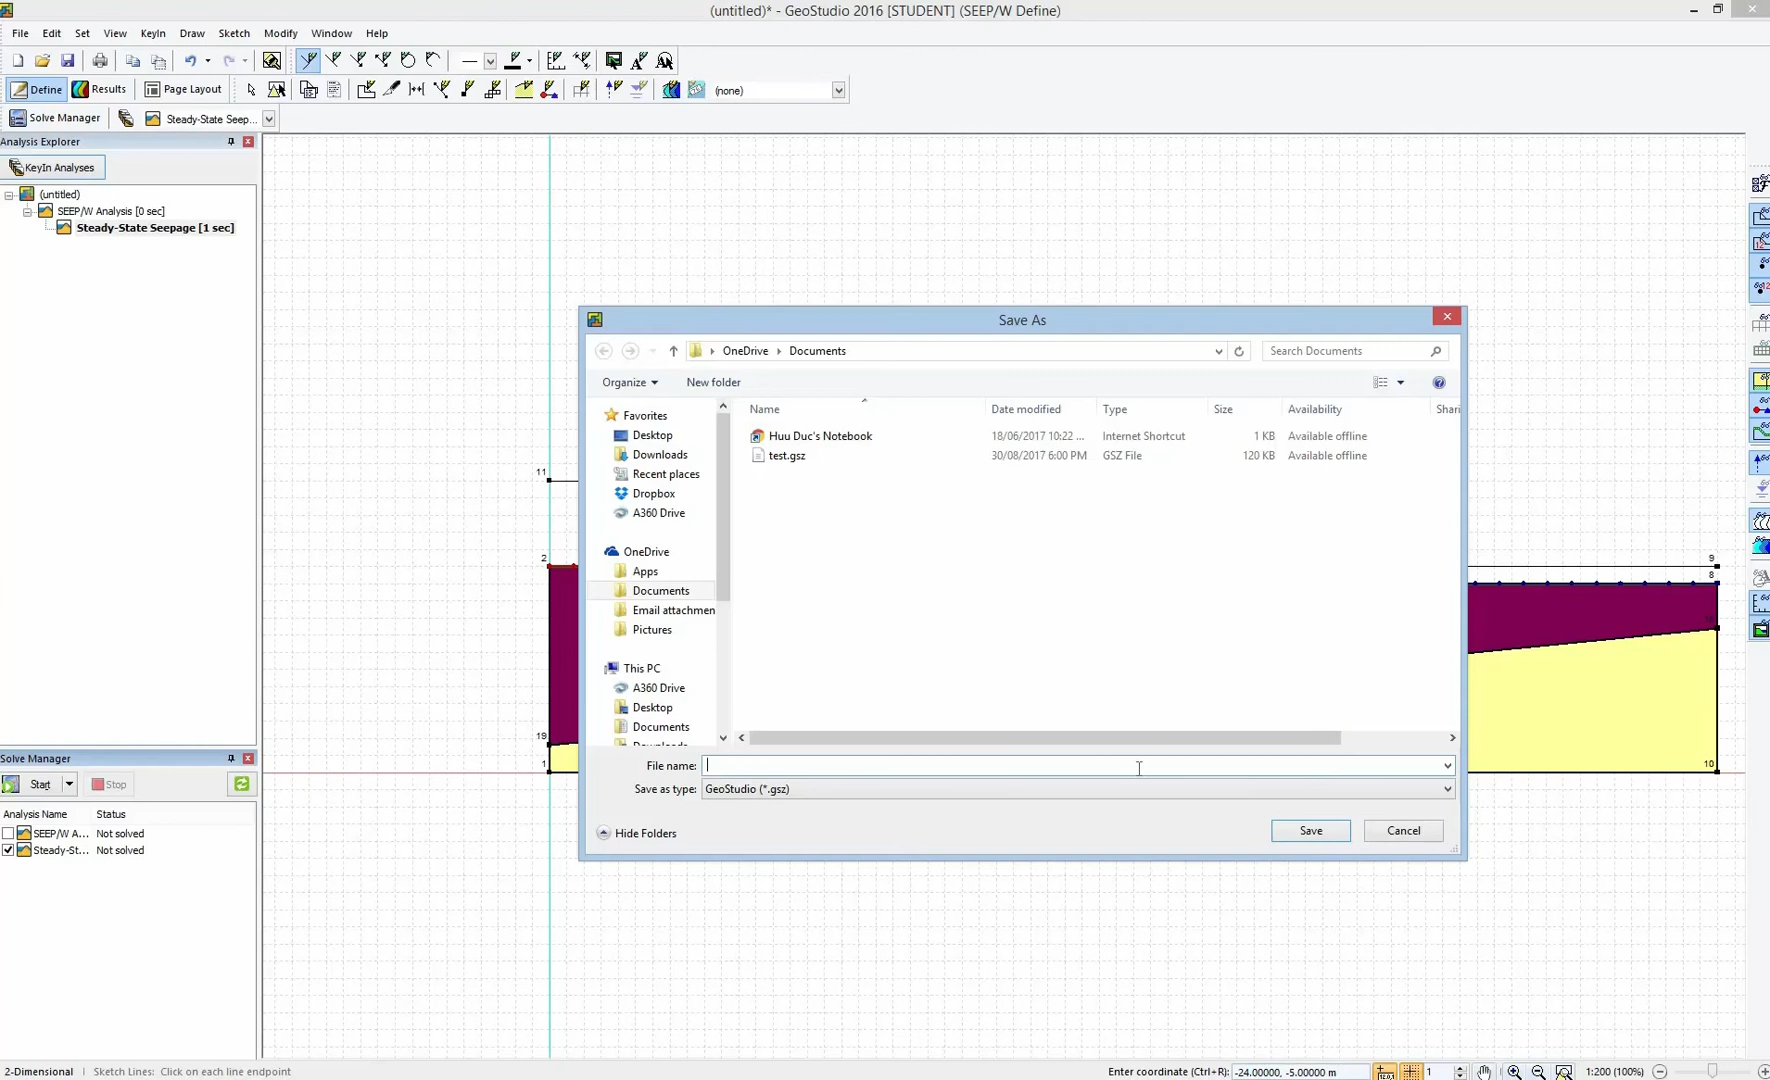 (untitled)* - GeoStudio 2016 [STUDENT] (SEEP/W Define)
File Edit Set View KeyIn Draw Sketch Modify Window Help
Define Results Page Layout (none)
Solve Manager Steady-State Seep...
Analysis Explorer
KeyIn Analyses
(untitled)
SEEP/W Analysis [0 sec]
Steady-State Seepage [1 sec]
Save As
OneDrive Documents Search Documents
Organize New folder
Name Date modified Type Size Availability Shari
Huu Duc's Notebook 18/06/2017 10:22 ... Internet Shortcut 1 KB Available offline
test.gsz 30/08/2017 6:00 PM GSZ File 120 KB Available offline
Favorites
Desktop
Downloads
Recent places
Dropbox
A360 Drive
OneDrive
Apps
Documents
Email attachmen
Pictures
This PC
A360 Drive
Desktop
Documents
File name:
Save as type: GeoStudio (*.gsz)
Hide Folders Save Cancel
11
2
19
1
9
8
10
Solve Manager
Start Stop
Analysis Name Status
SEEP/W A... Not solved
Steady-St... Not solved
2-Dimensional Sketch Lines: Click on each line endpoint Enter coordinate (Ctrl+R): -24.00000, -5.00000 m 1 1:200 (100%)